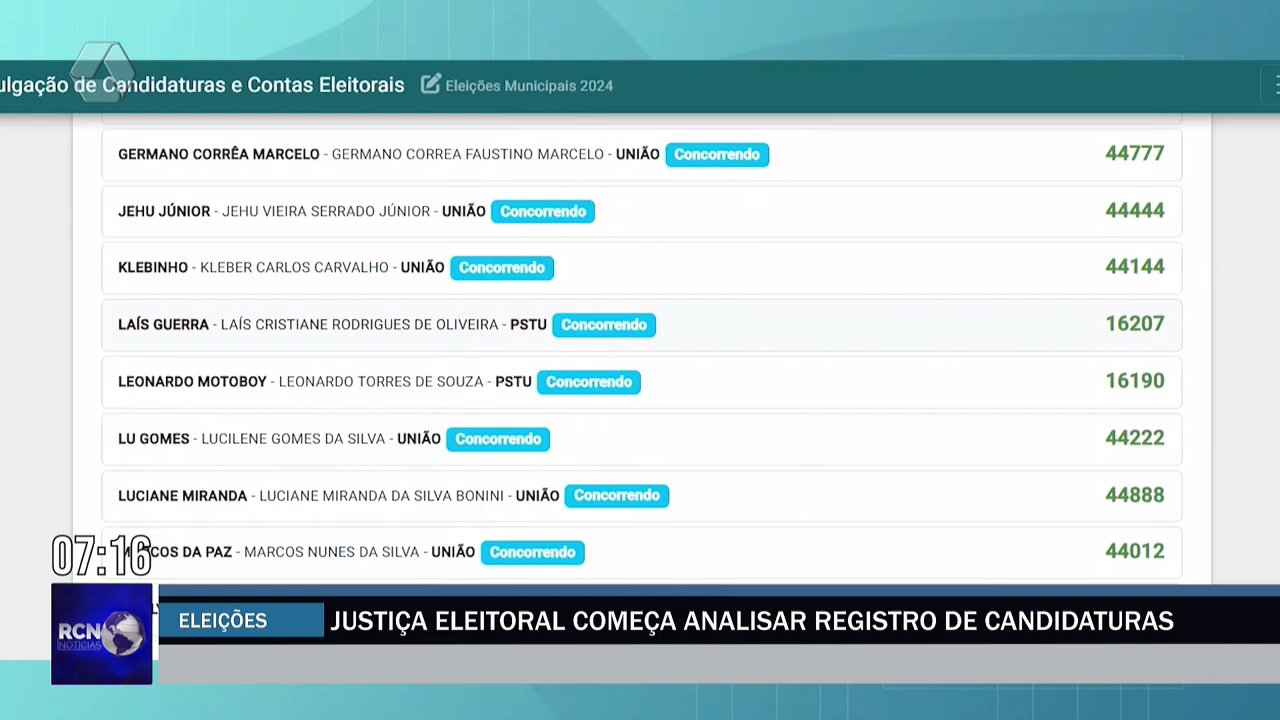 ulgação de Candidaturas e Contas Eleitorais Eleições Municipais 2024
GERMANO CORRÊA MARCELO - GERMANO CORREA FAUSTINO MARCELO - UNIÃO Concorrendo 44777
JEHU JÚNIOR - JEHU VIEIRA SERRADO JÚNIOR - UNIÃO Concorrendo 44444
KLEBINHO - KLEBER CARLOS CARVALHO - UNIÃO Concorrendo 44144
LAÍS GUERRA - LAÍS CRISTIANE RODRIGUES DE OLIVEIRA - PSTU Concorrendo 16207
LEONARDO MOTOBOY - LEONARDO TORRES DE SOUZA - PSTU Concorrendo 16190
LU GOMES - LUCILENE GOMES DA SILVA - UNIÃO Concorrendo 44222
LUCIANE MIRANDA - LUCIANE MIRANDA DA SILVA BONINI - UNIÃO Concorrendo 44888
DA PAZ - MARCOS NUNES DA SILVA - UNIÃO Concorrendo 44012
07:16
RCN
NOTÍCIAS
ELEIÇÕES
JUSTIÇA ELEITORAL COMEÇA ANALISAR REGISTRO DE CANDIDATURAS